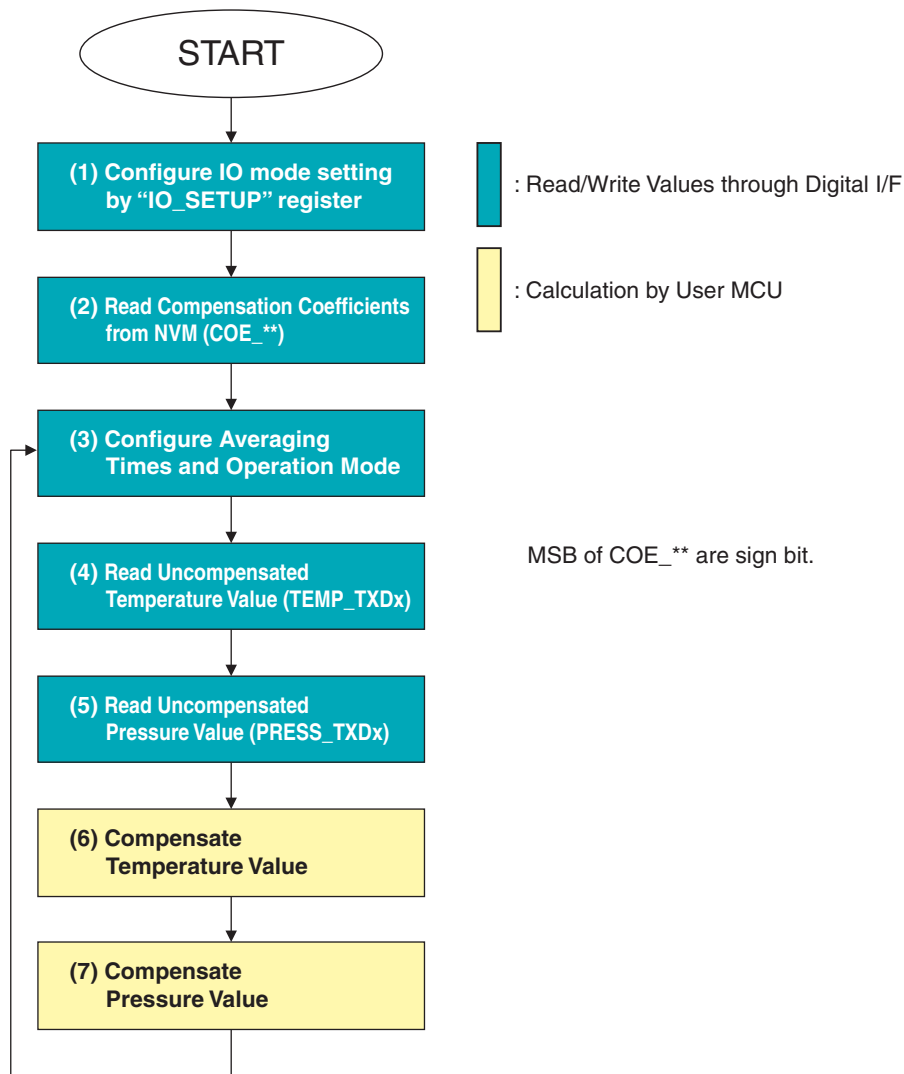 START
(1) Configure IO mode setting
by “IO_SETUP” register
(2) Read Compensation Coefficients
from NVM (COE_**)
(3) Configure Averaging
Times and Operation Mode
(4) Read Uncompensated
Temperature Value (TEMP_TXDx)
(5) Read Uncompensated
Pressure Value (PRESS_TXDx)
(6) Compensate
Temperature Value
(7) Compensate
Pressure Value
: Read/Write Values through Digital I/F
: Calculation by User MCU
MSB of COE_** are sign bit.